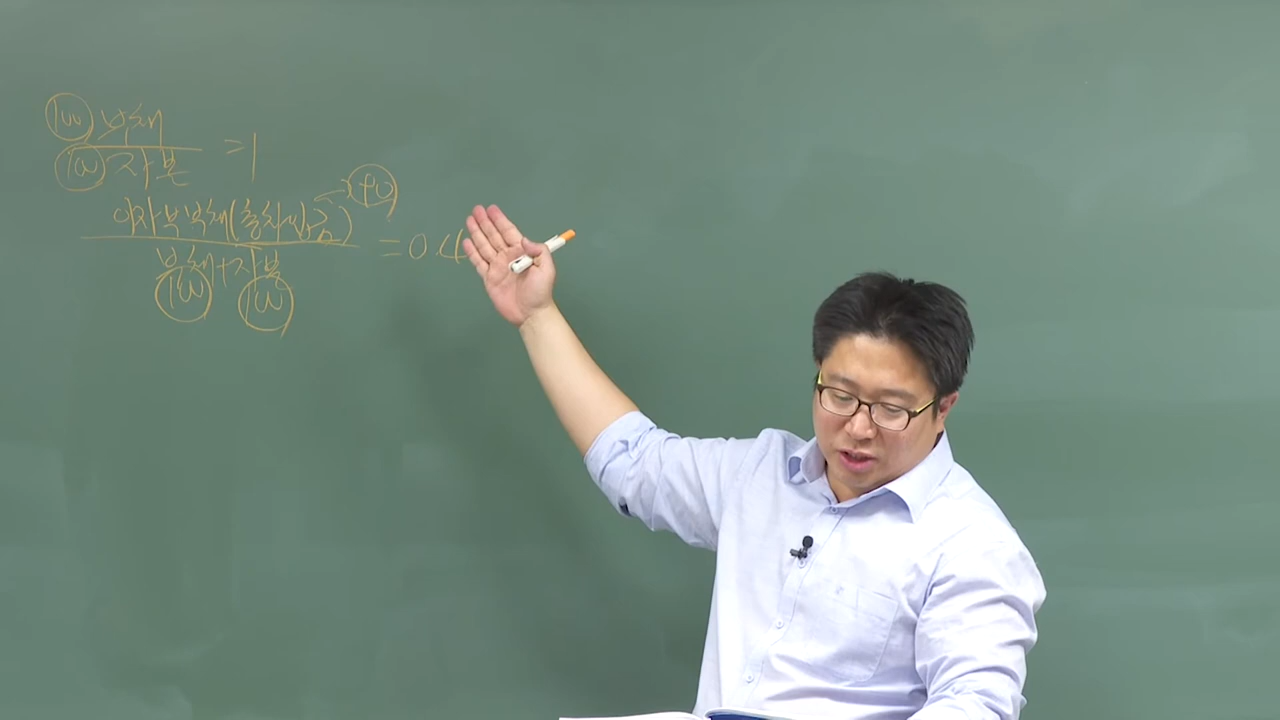 100 부채
100 자본 = 1
이자부부채(총차입금) 80
부채+자본 = 0.4
100 100